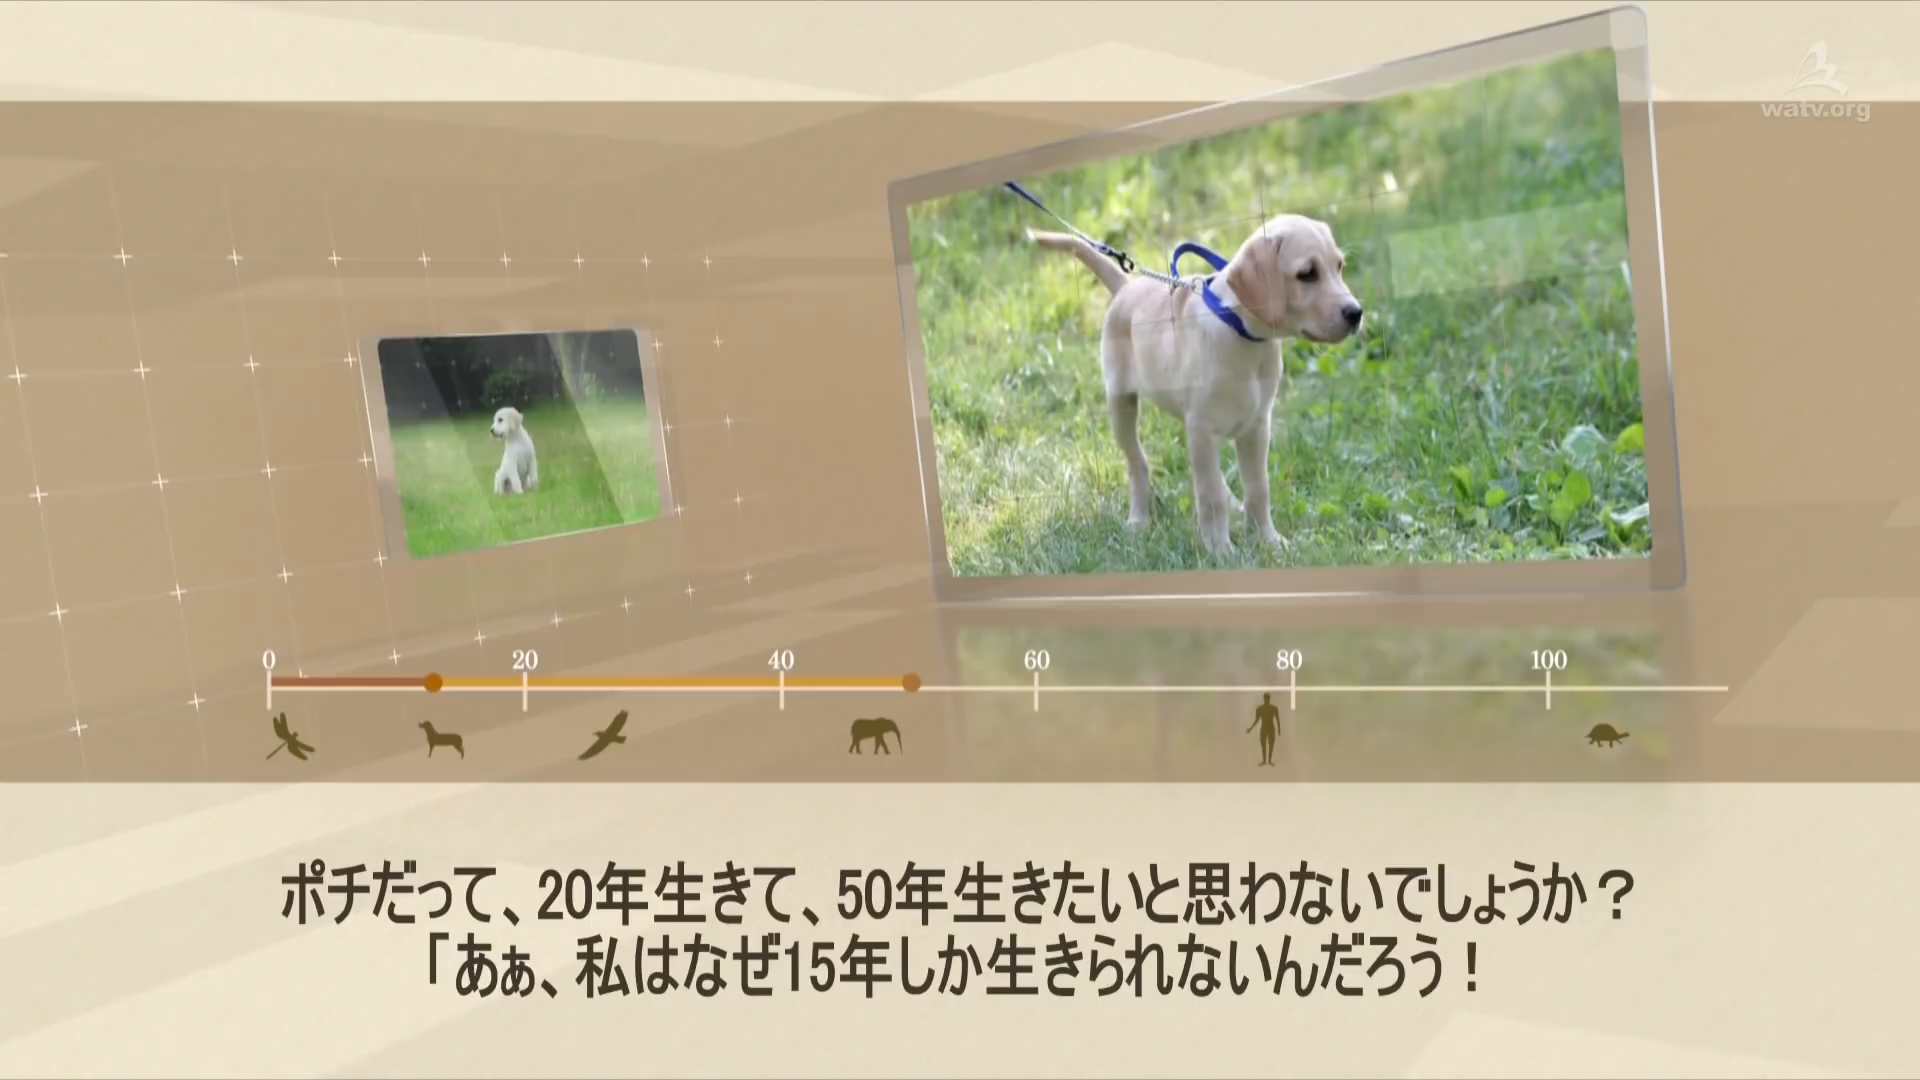 watv.org
0 20 40 60 80 100
ポチだって、20年生きて、50年生きたいと思わないでしょうか？
「あぁ、私はなぜ15年しか生きられないんだろう！